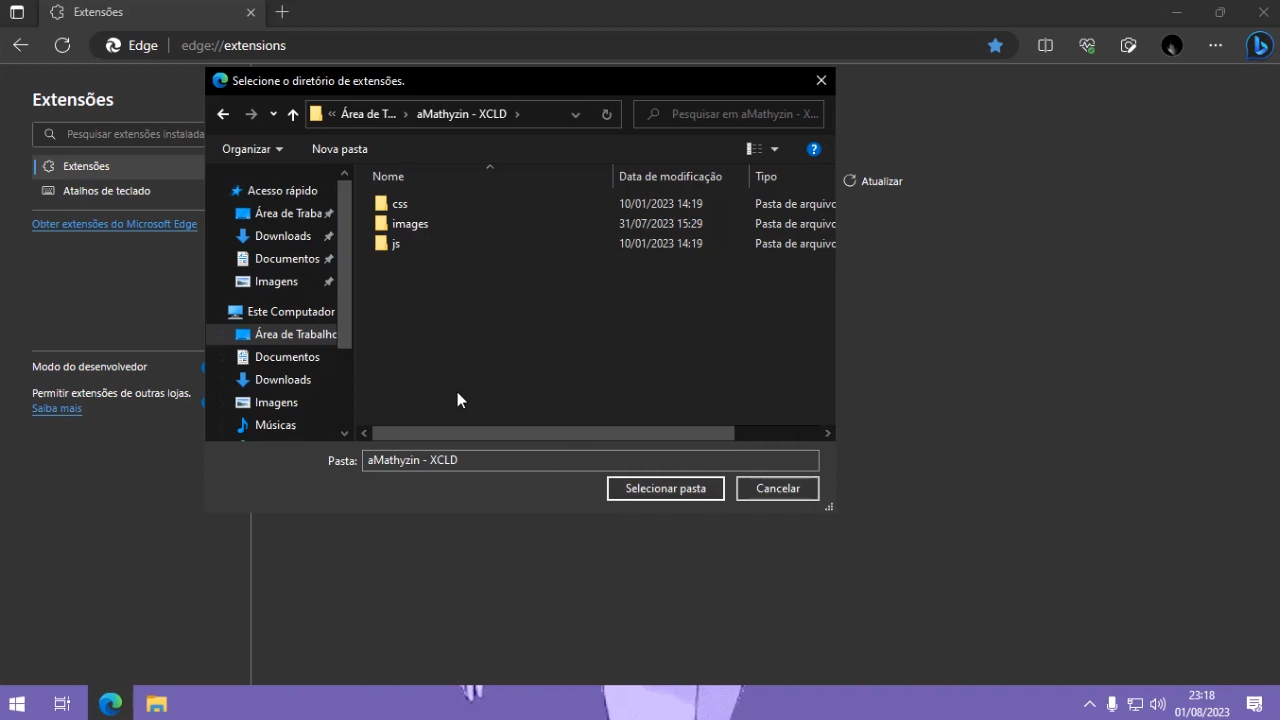 Extensões
Edge
edge://extensions
Extensões
Pesquisar extensões instalada
Extensões
Atalhos de teclado
Obter extensões do Microsoft Edge
Modo do desenvolvedor
Permitir extensões de outras lojas.
Saiba mais
Selecione o diretório de extensões.
« Área de T... › aMathyzin - XCLD ›
Pesquisar em aMathyzin - X...
Organizar
Nova pasta
Acesso rápido
Área de Traba
Downloads
Documentos
Imagens
Este Computador
Área de Trabalho
Documentos
Downloads
Imagens
Músicas
Nome Data de modificação Tipo
css 10/01/2023 14:19 Pasta de arquivo
images 31/07/2023 15:29 Pasta de arquivo
js 10/01/2023 14:19 Pasta de arquivo
Pasta: aMathyzin - XCLD
Selecionar pasta
Cancelar
Atualizar
23:18
01/08/2023